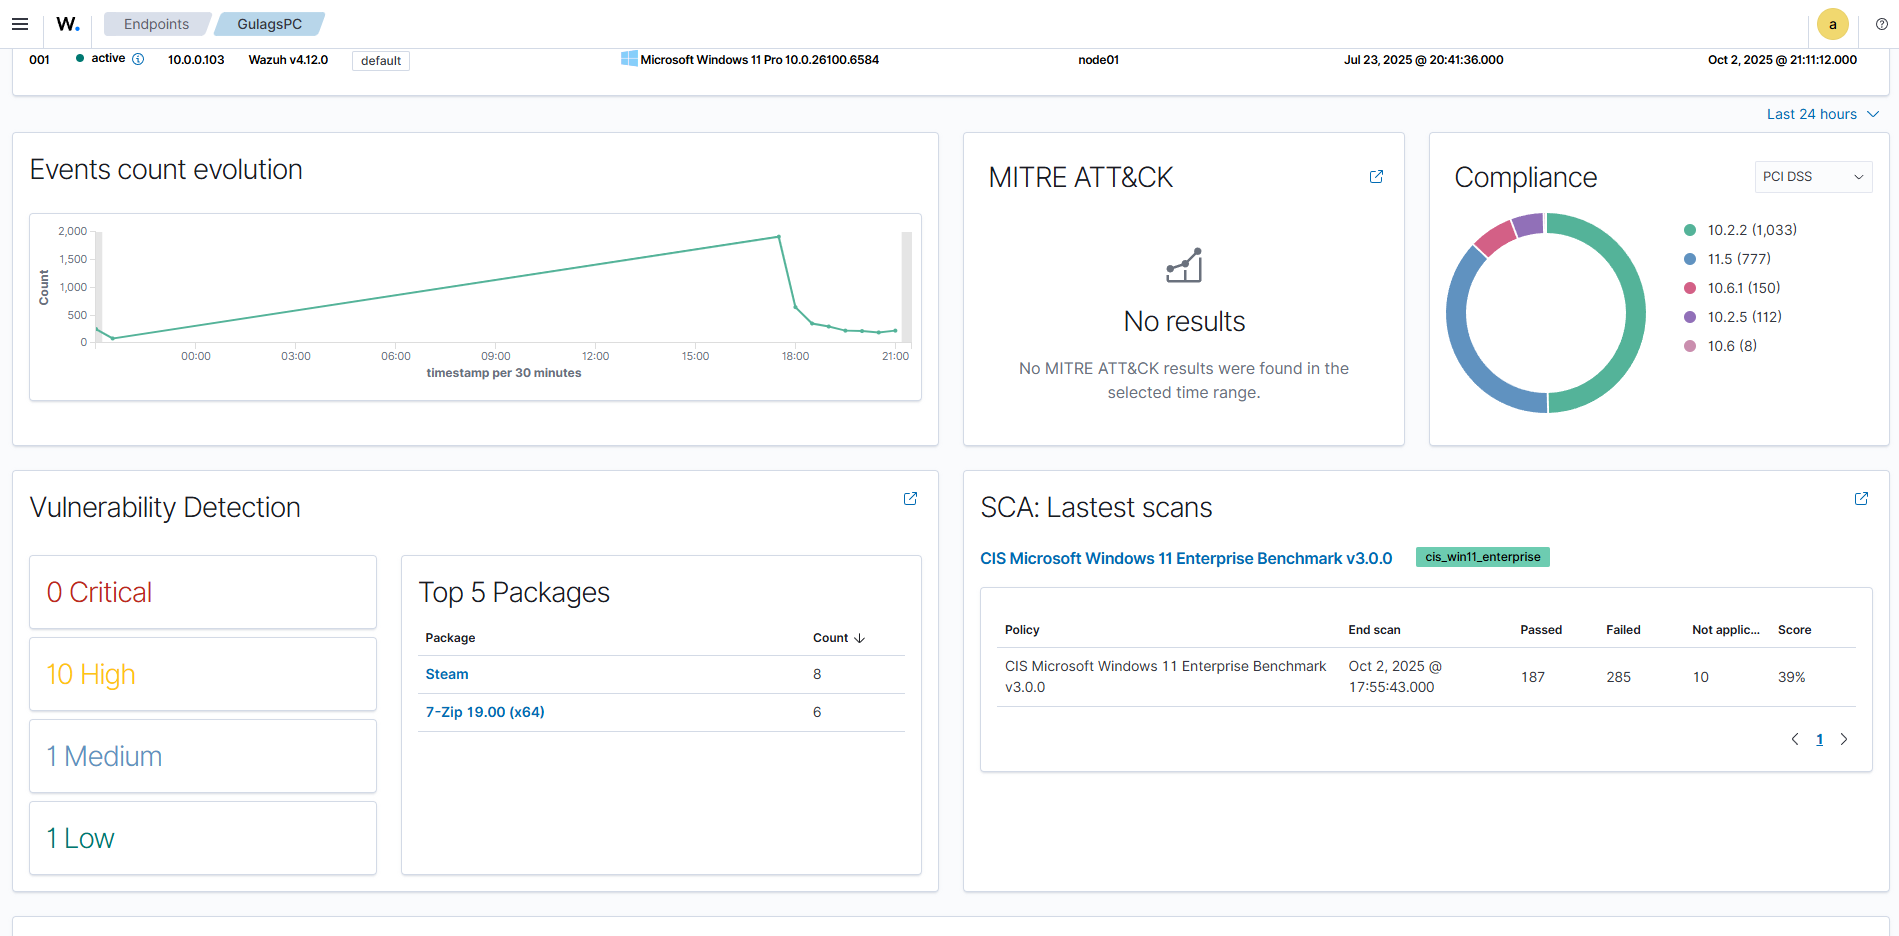 W. Endpoints GulagsPC a
001 active 10.0.0.103 Wazuh v4.12.0 default Microsoft Windows 11 Pro 10.0.26100.6584 node01 Jul 23, 2025 @ 20:41:36.000 Oct 2, 2025 @ 21:11:12.000
Last 24 hours
Events count evolution
2,000
1,500
1,000
500
0
Count
00:00 03:00 06:00 09:00 12:00 15:00 18:00 21:00
timestamp per 30 minutes
MITRE ATT&CK
No results
No MITRE ATT&CK results were found in the
selected time range.
Compliance
PCI DSS
10.2.2 (1,033)
11.5 (777)
10.6.1 (150)
10.2.5 (112)
10.6 (8)
Vulnerability Detection
0 Critical
10 High
1 Medium
1 Low
Top 5 Packages
Package Count
Steam 8
7-Zip 19.00 (x64) 6
SCA: Lastest scans
CIS Microsoft Windows 11 Enterprise Benchmark v3.0.0 cis_win11_enterprise
Policy End scan Passed Failed Not applic... Score
CIS Microsoft Windows 11 Enterprise Benchmark Oct 2, 2025 @
v3.0.0 17:55:43.000 187 285 10 39%
1